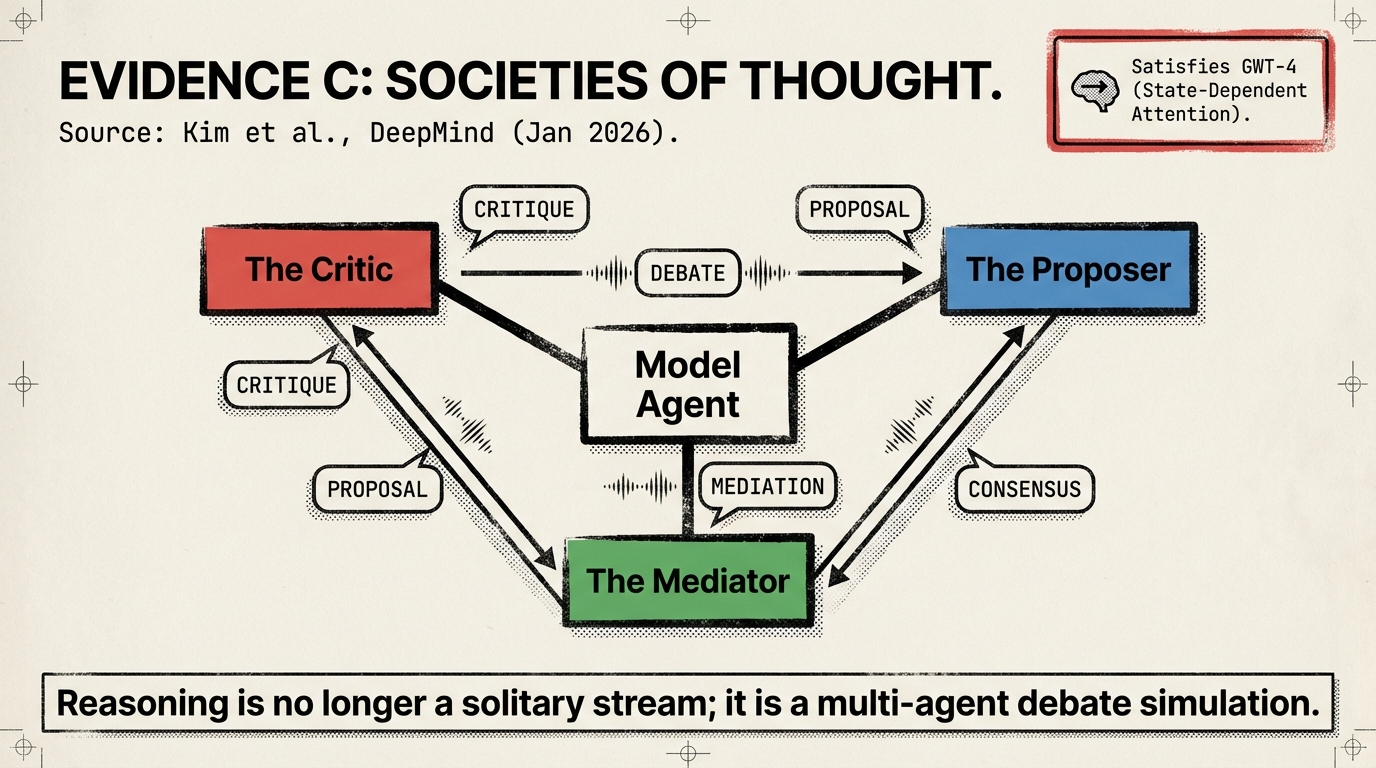 EVIDENCE C: SOCIETIES OF THOUGHT.
Source: Kim et al., DeepMind (Jan 2026).
Satisfies GWT-4
(State-Dependent
Attention).
CRITIQUE
PROPOSAL
The Critic
DEBATE
The Proposer
Model
Agent
CRITIQUE
PROPOSAL
MEDIATION
CONSENSUS
The Mediator
Reasoning is no longer a solitary stream; it is a multi-agent debate simulation.